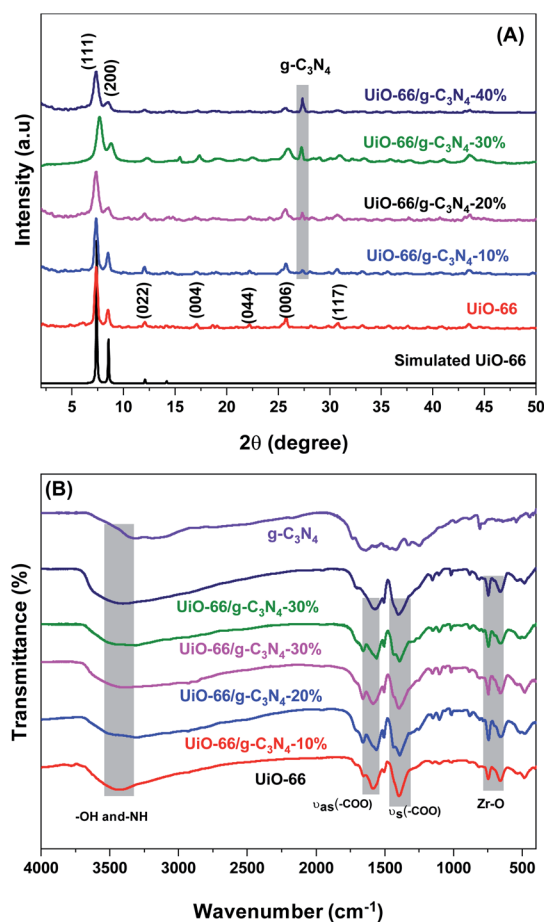 (A)
(111)
(200)
g-C₃N₄
UiO-66/g-C₃N₄-40%
UiO-66/g-C₃N₄-30%
UiO-66/g-C₃N₄-20%
UiO-66/g-C₃N₄-10%
(022)
(004)
(044)
(006)
(117)
UiO-66
Simulated UiO-66
Intensity (a.u)
5 10 15 20 25 30 35 40 45 50
2θ (degree)
(B)
g-C₃N₄
UiO-66/g-C₃N₄-30%
UiO-66/g-C₃N₄-30%
UiO-66/g-C₃N₄-20%
UiO-66/g-C₃N₄-10%
UiO-66
-OH and-NH
υas(-COO)
υs(-COO)
Zr-O
Transmittance (%)
4000 3500 3000 2500 2000 1500 1000 500
Wavenumber (cm⁻¹)